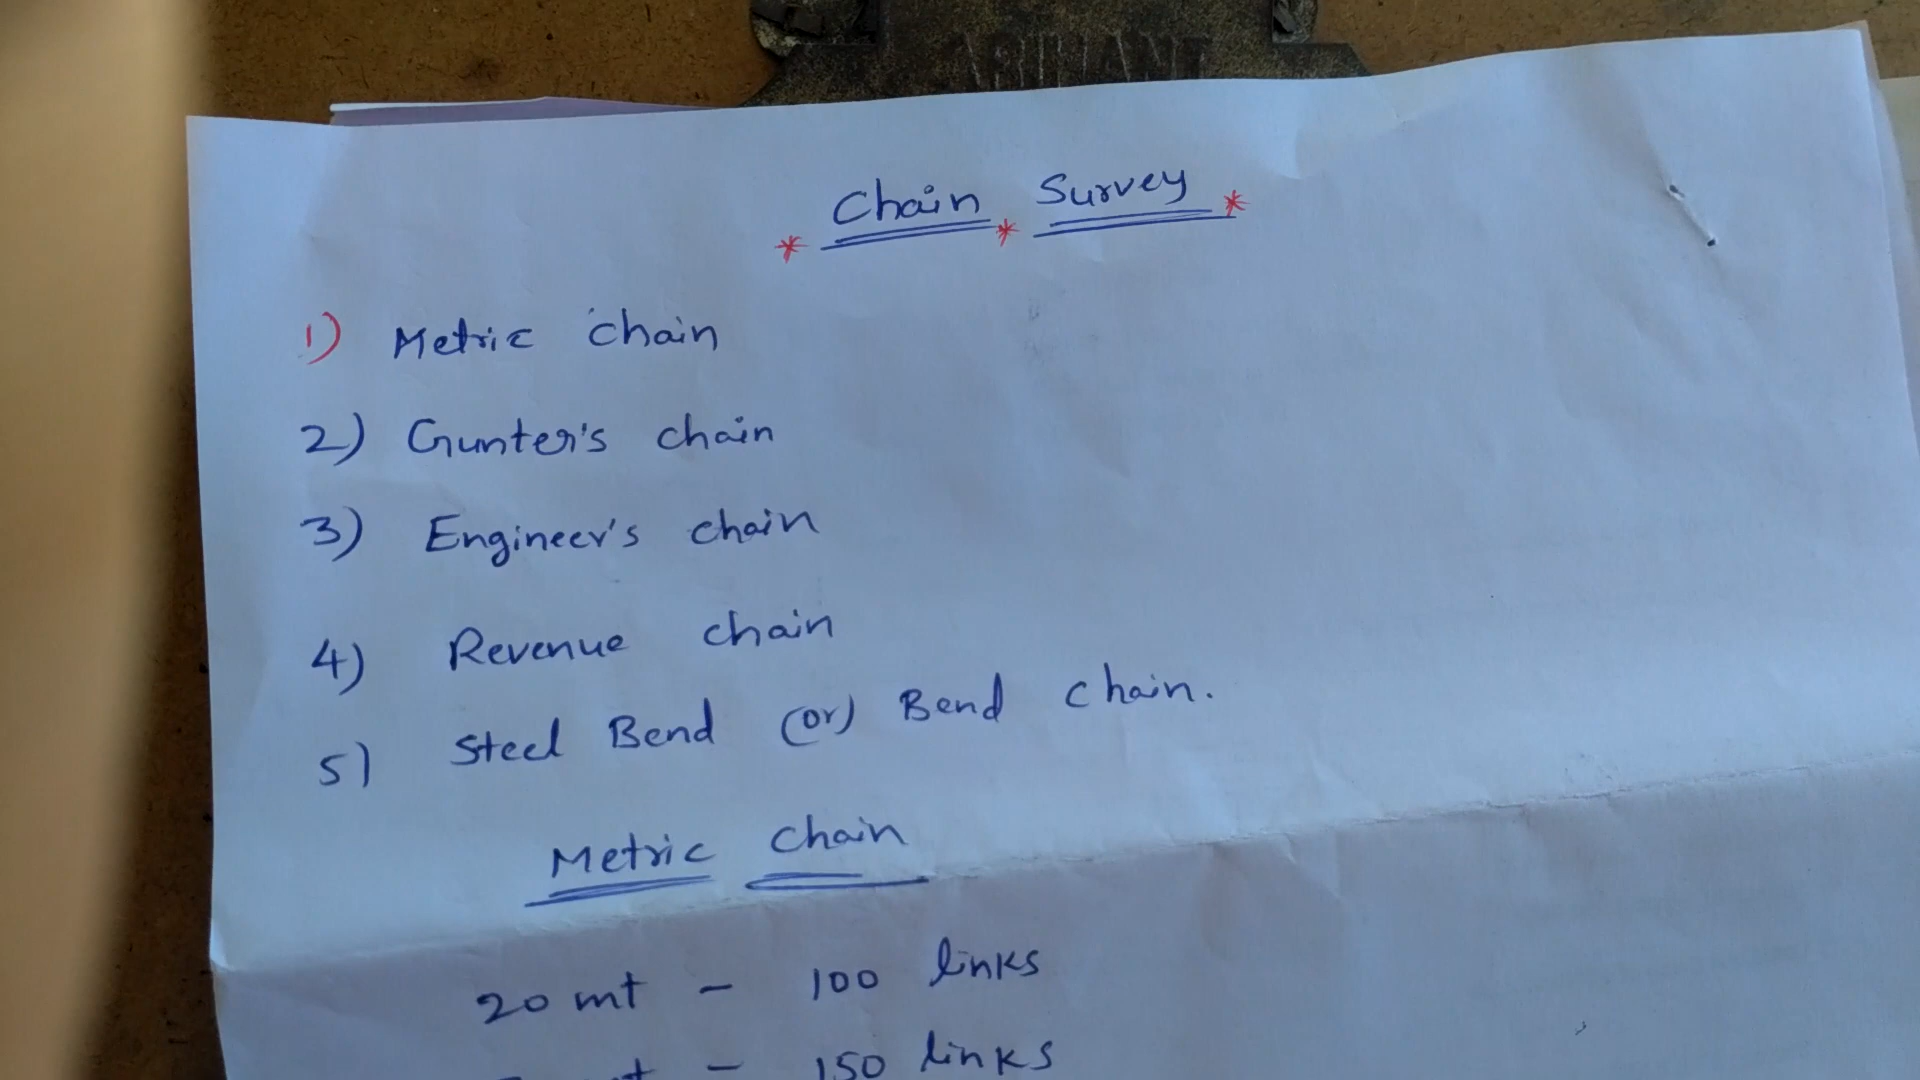 Chain Survey
1) Metric chain
2) Gunter's chain
3) Engineer's chain
4) Revenue chain
5) Steel Bend (or) Bend chain.
Metric chain
20 mt - 100 links
- 150 links